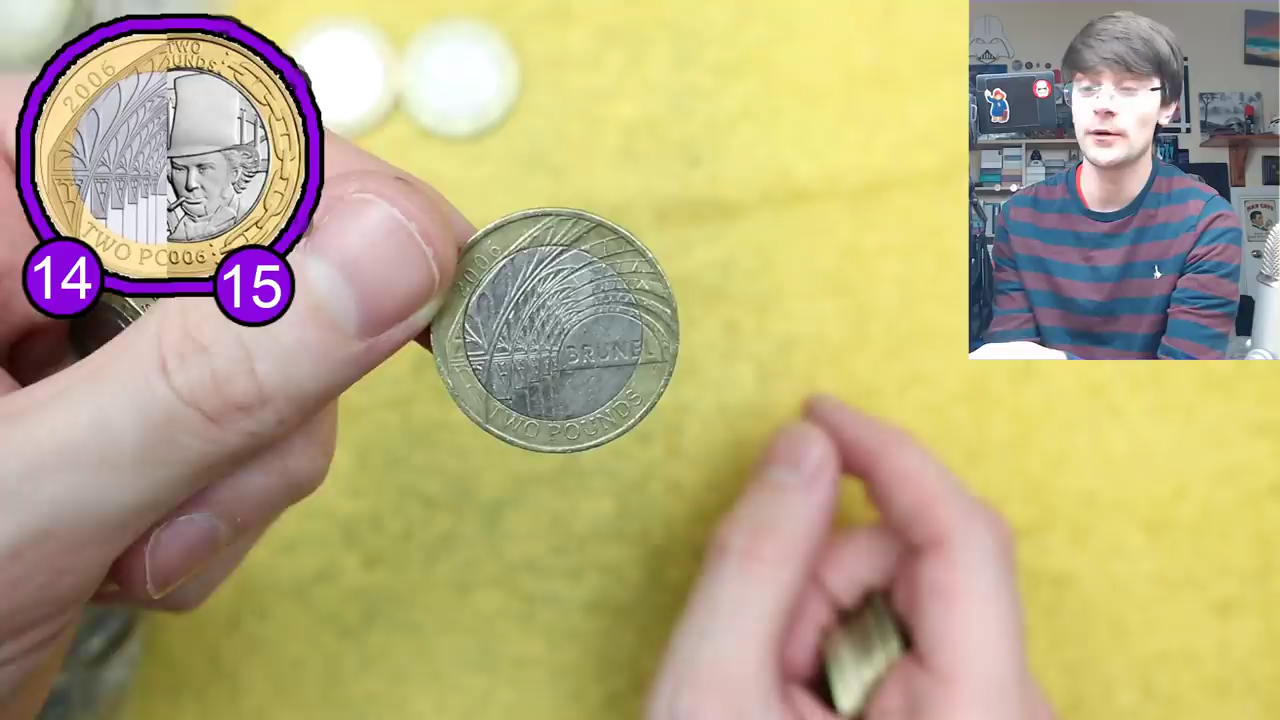 2006
TWO
POUNDS
TWO PO
006
14
15
2006
BRUNEL
TWO POUNDS